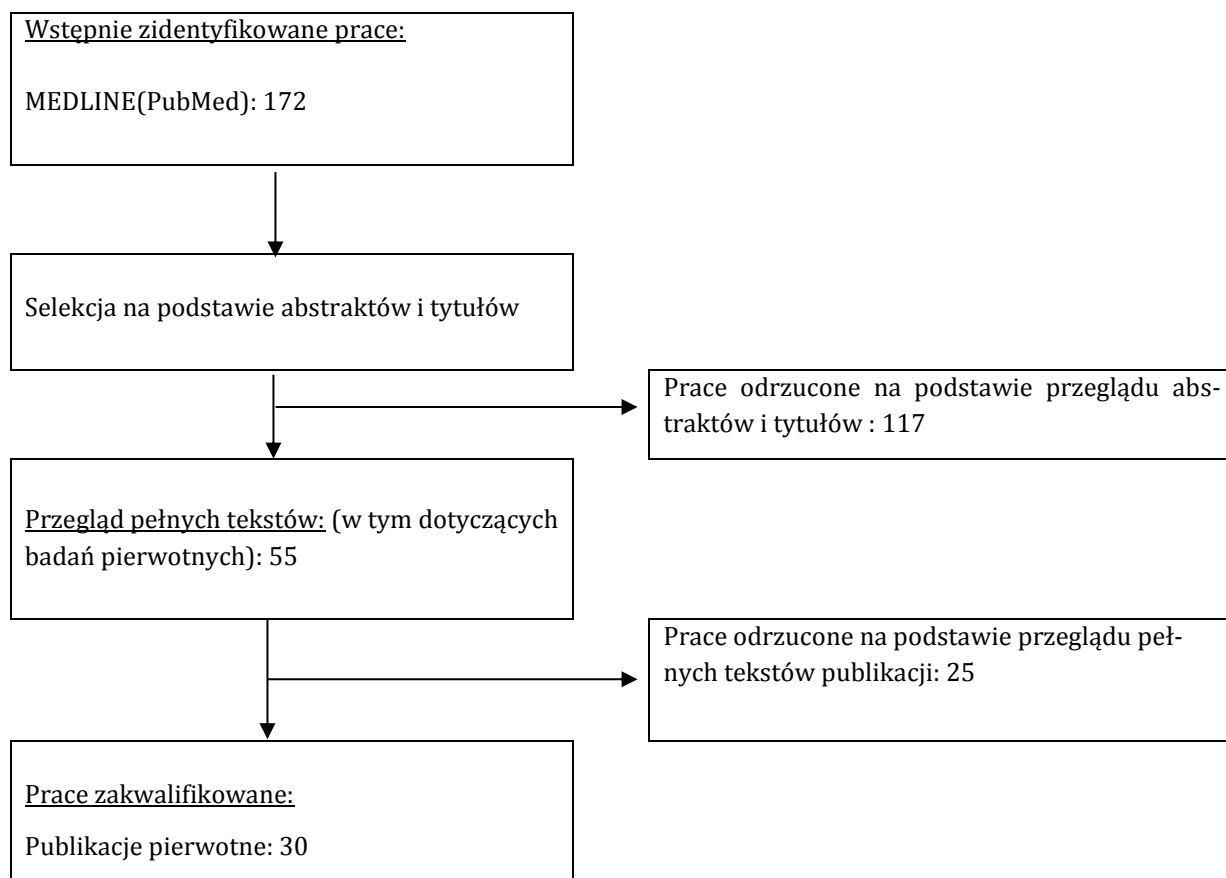 Wstępnie zidentyfikowane prace:
MEDLINE(PubMed): 172
Selekcja na podstawie abstraktów i tytułów
Prace odrzucone na podstawie przeglądu abs-
traktów i tytułów : 117
Przegląd pełnych tekstów: (w tym dotyczących
badań pierwotnych): 55
Prace odrzucone na podstawie przeglądu peł-
nych tekstów publikacji: 25
Prace zakwalifikowane:
Publikacje pierwotne: 30